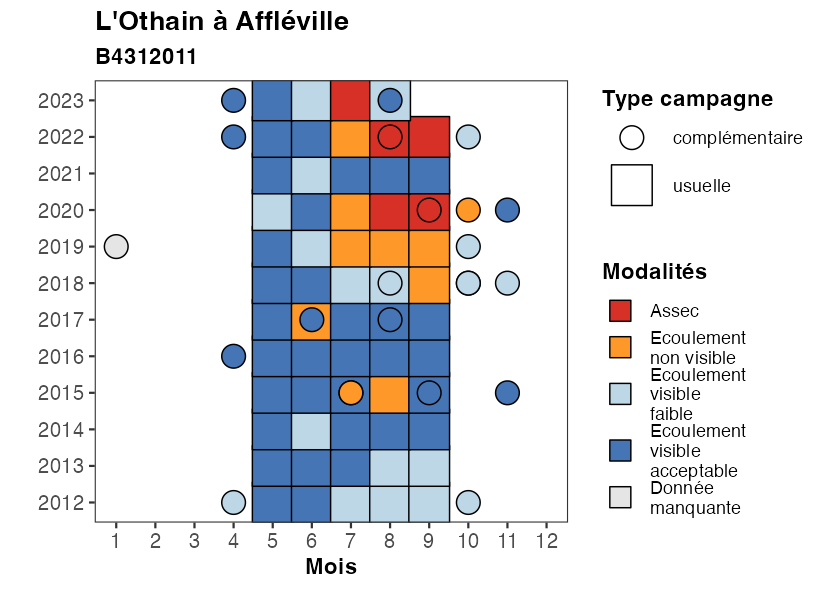 L'Othain à Affléville
B4312011
2023
2022
2021
2020
2019
2018
2017
2016
2015
2014
2013
2012
1 2 3 4 5 6 7 8 9 10 11 12
Mois
Type campagne
complémentaire
usuelle
Modalités
Assec
Ecoulement
non visible
Ecoulement
visible
faible
Ecoulement
visible
acceptable
Donnée
manquante